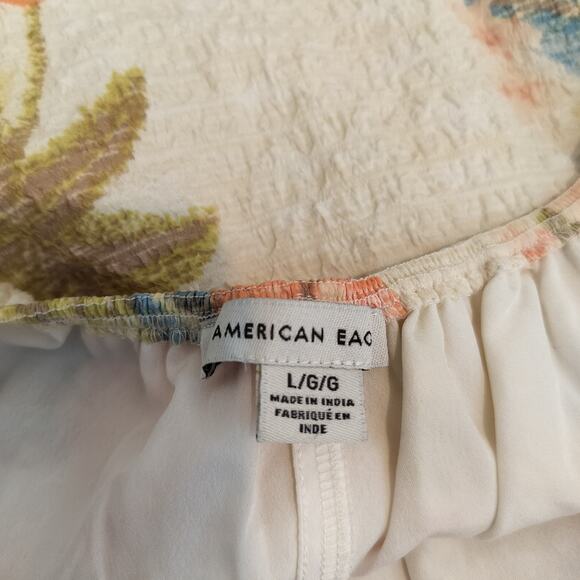 AMERICAN EAG
L/G/G
MADE IN INDIA
FABRIQUÉ EN
INDE